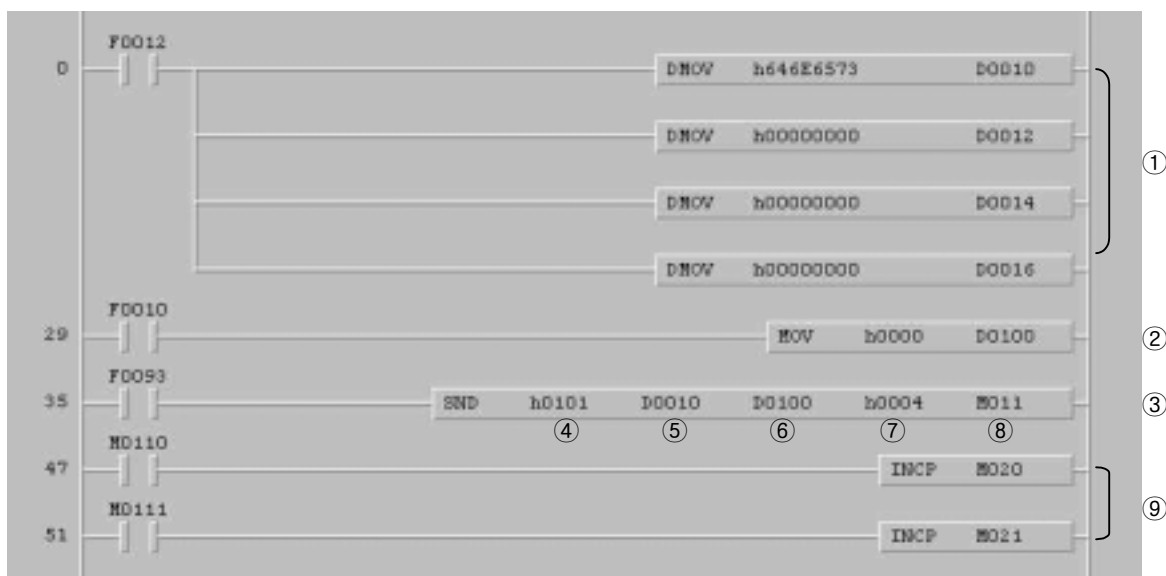 F0012
0 DMOV h646E6573 D0010
DMOV h00000000 D0012
①
DMOV h00000000 D0014
DMOV h00000000 D0016
F0010
29 MOV h0000 D0100 ②
F0093
35 SND h0101 D0010 D0100 h0004 M011 ③
④ ⑤ ⑥ ⑦ ⑧
M0110
47 INCP M020
⑨
M0111
51 INCP M021